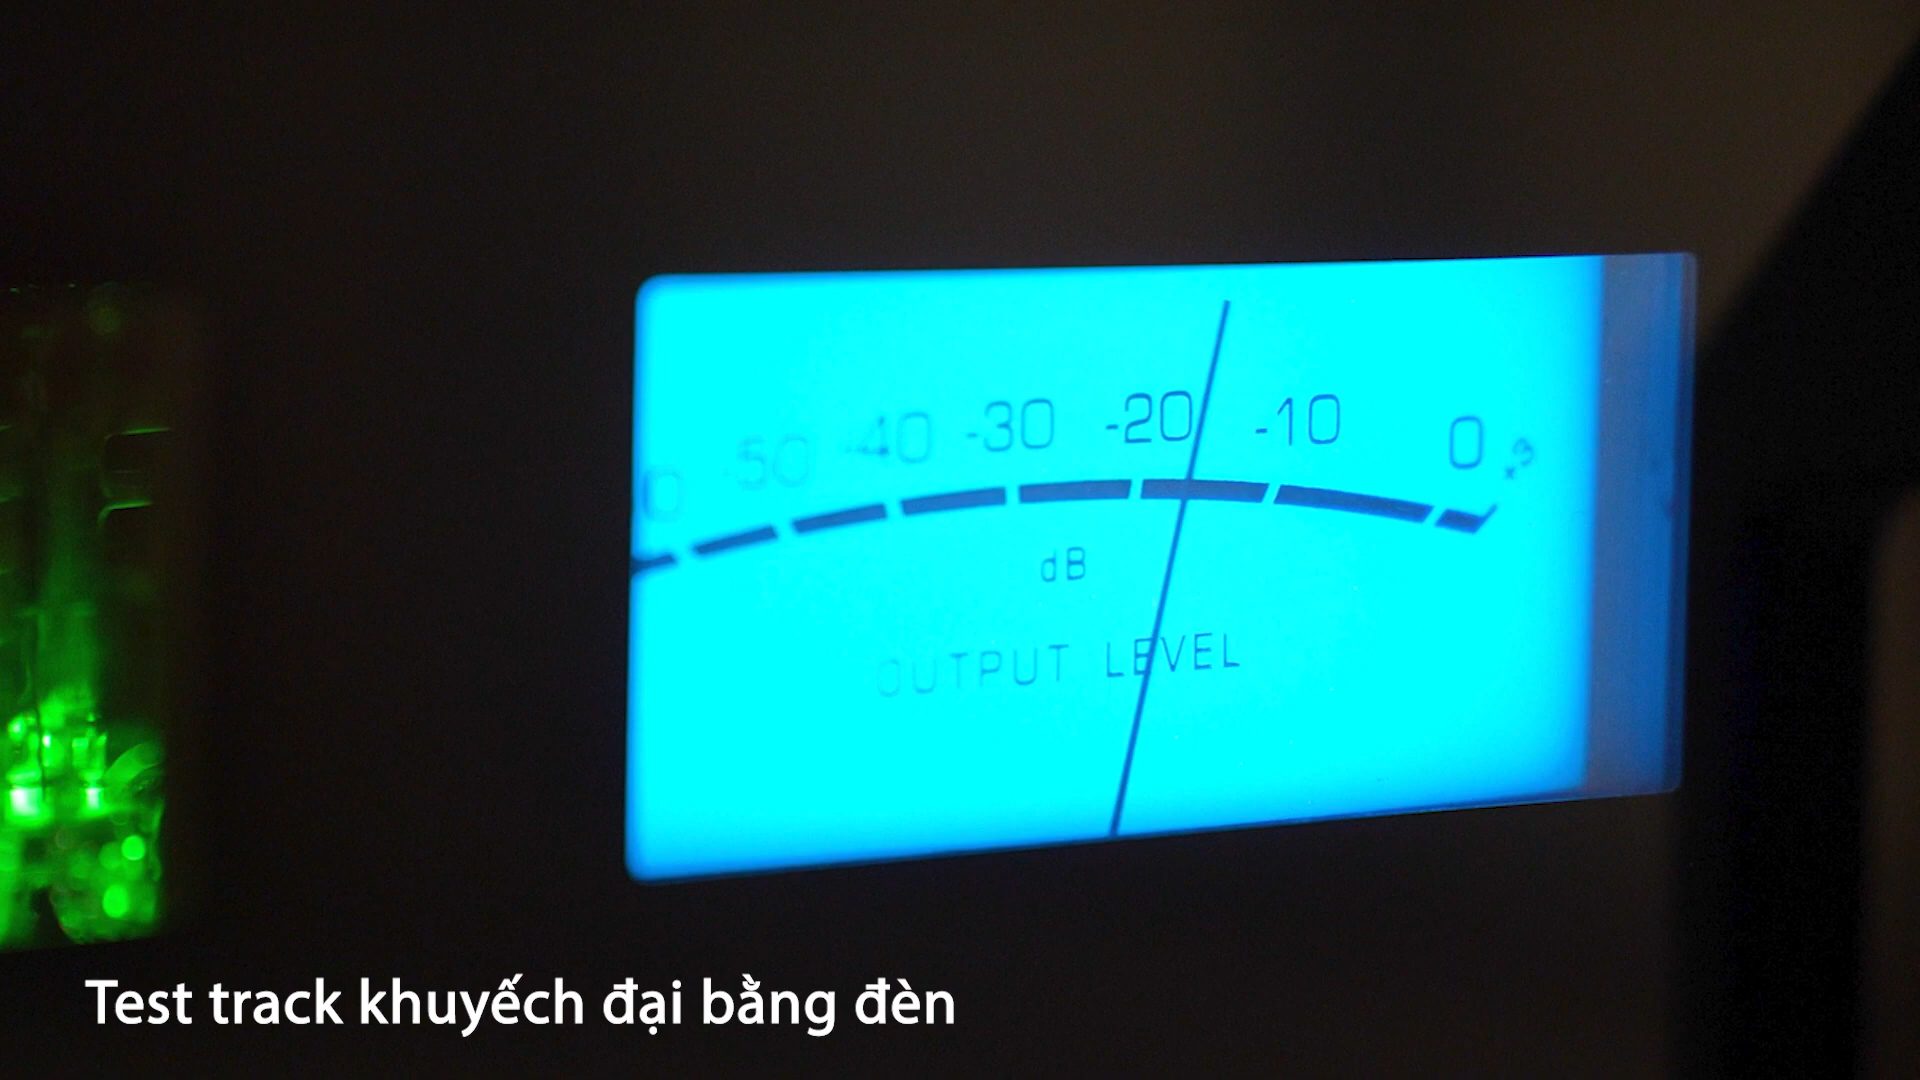 -50 -40 -30 -20 -10 0
dB
OUTPUT LEVEL
Test track khuyếch đại bằng đèn